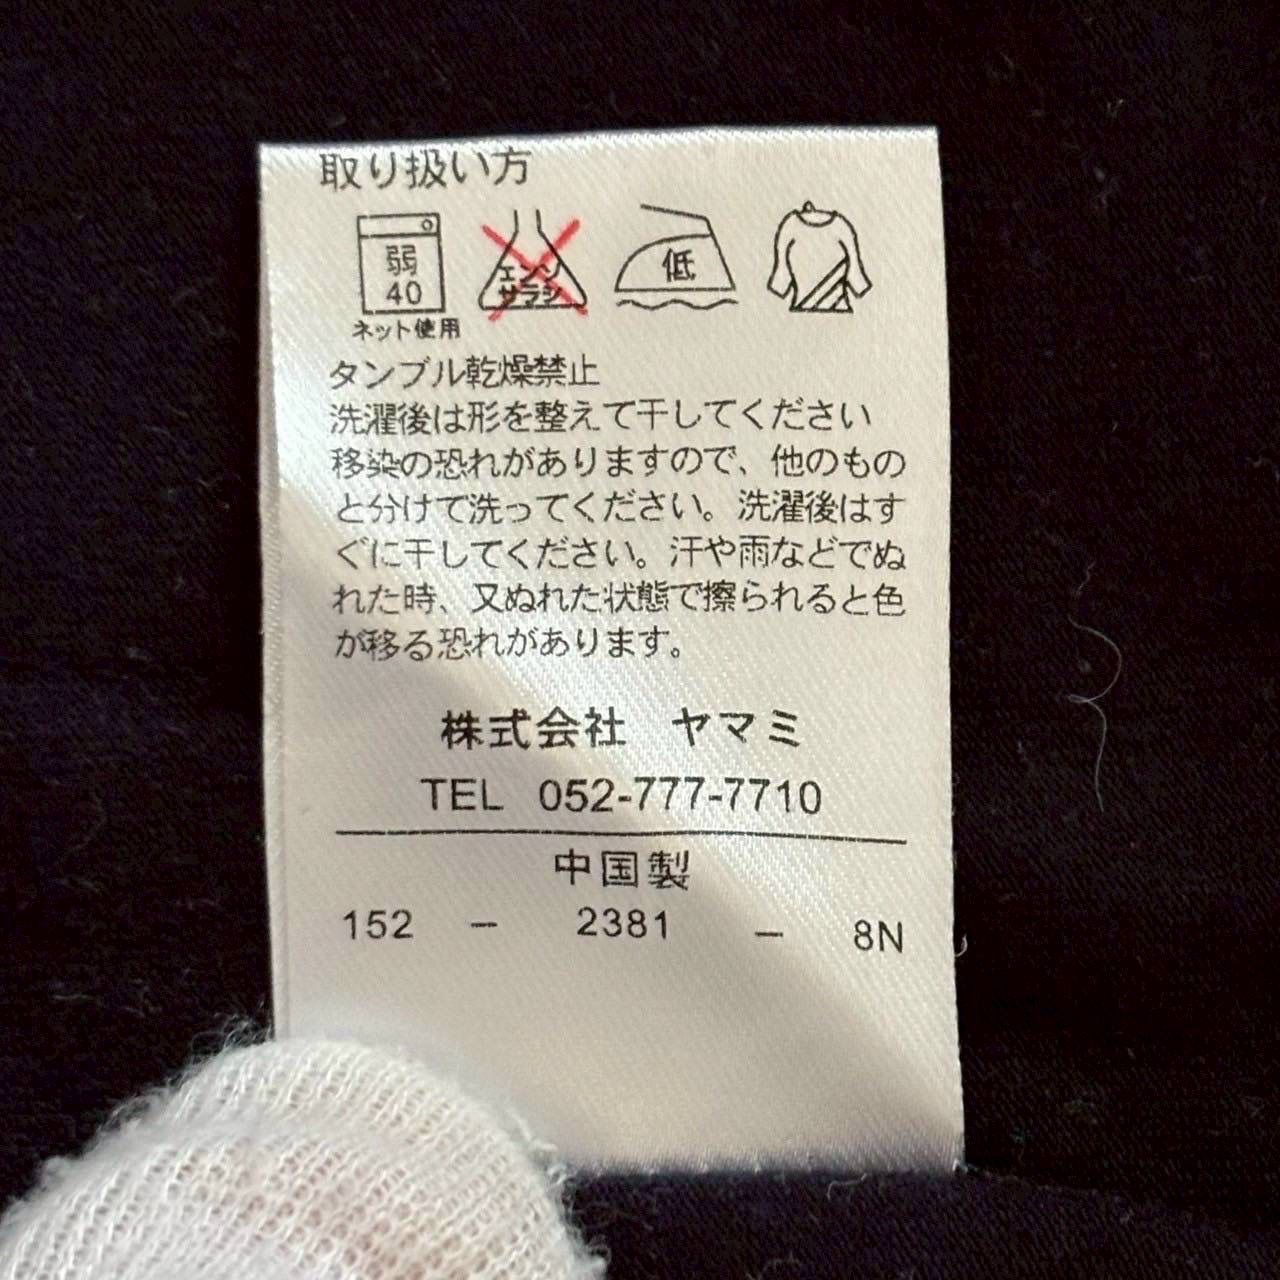 取り扱い方
弱
40
ネット使用
エンソ
サラシ
低
タンブル乾燥禁止
洗濯後は形を整えて干してください
移染の恐れがありますので、他のもの
と分けて洗ってください。洗濯後はす
ぐに干してください。汗や雨などでぬ
れた時、又ぬれた状態で擦られると色
が移る恐れがあります。
株式会社 ヤマミ
TEL 052-777-7710
中国製
152 - 2381 - 8N